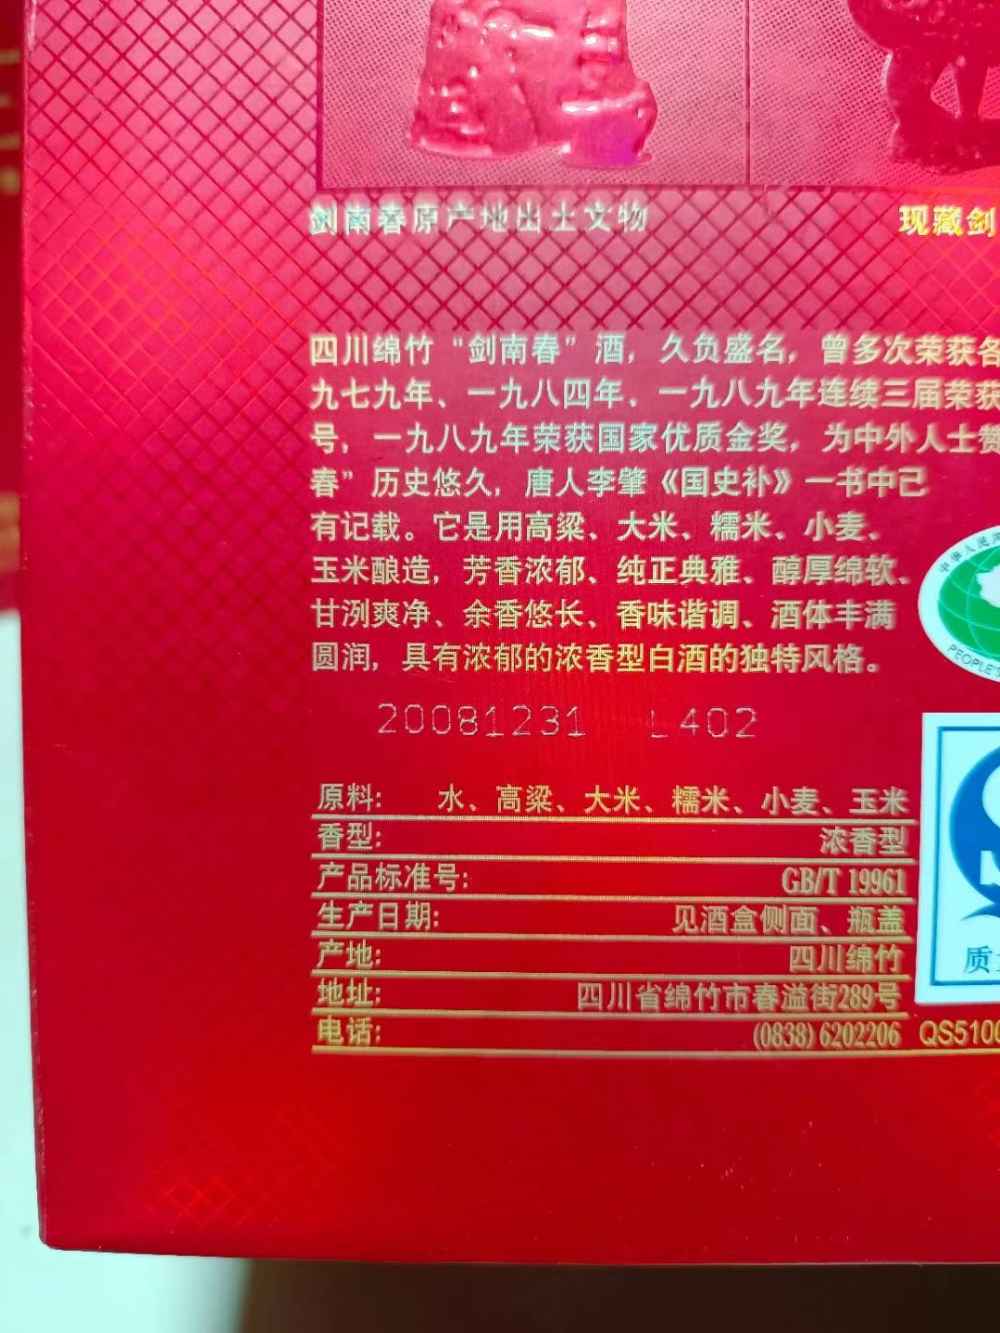 剑南春原产地出土文物
现藏剑
四川绵竹“剑南春”酒，久负盛名，曾多次荣获各
九七九年、一九八四年、一九八九年连续三届荣获
号，一九八九年荣获国家优质金奖，为中外人士赞
春”历史悠久，唐人李肇《国史补》一书中己
有记载。它是用高粱、大米、糯米、小麦、
玉米酿造，芳香浓郁、纯正典雅、醇厚绵软、
甘洌爽净、余香悠长、香味谐调、酒体丰满
圆润，具有浓郁的浓香型白酒的独特风格。
中华人民
PEOPLE'S
20081231 L402
原料: 水、高粱、大米、糯米、小麦、玉米
香型: 浓香型
产品标准号: GB/T 19961
生产日期: 见酒盒侧面、瓶盖
产地: 四川绵竹
地址: 四川省绵竹市春溢街289号
电话: (0838) 6202206
质
QS510